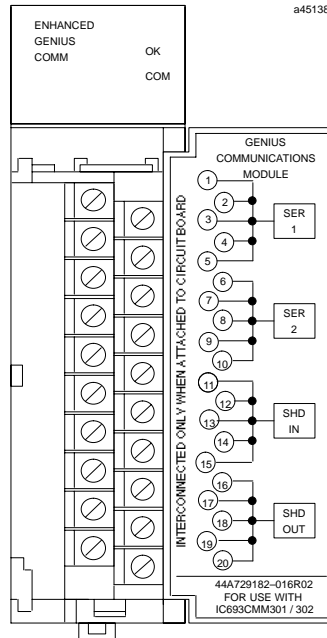 a45138
ENHANCED
GENIUS
COMM
OK
COM
GENIUS
COMMUNICATIONS
MODULE
INTERCONNECTED ONLY WHEN ATTACHED TO CIRCUIT BOARD
1
2
3
4
5
SER
1
6
7
8
9
10
SER
2
11
12
13
14
15
SHD
IN
16
17
18
19
20
SHD
OUT
44A729182–016R02
FOR USE WITH
IC693CMM301 / 302